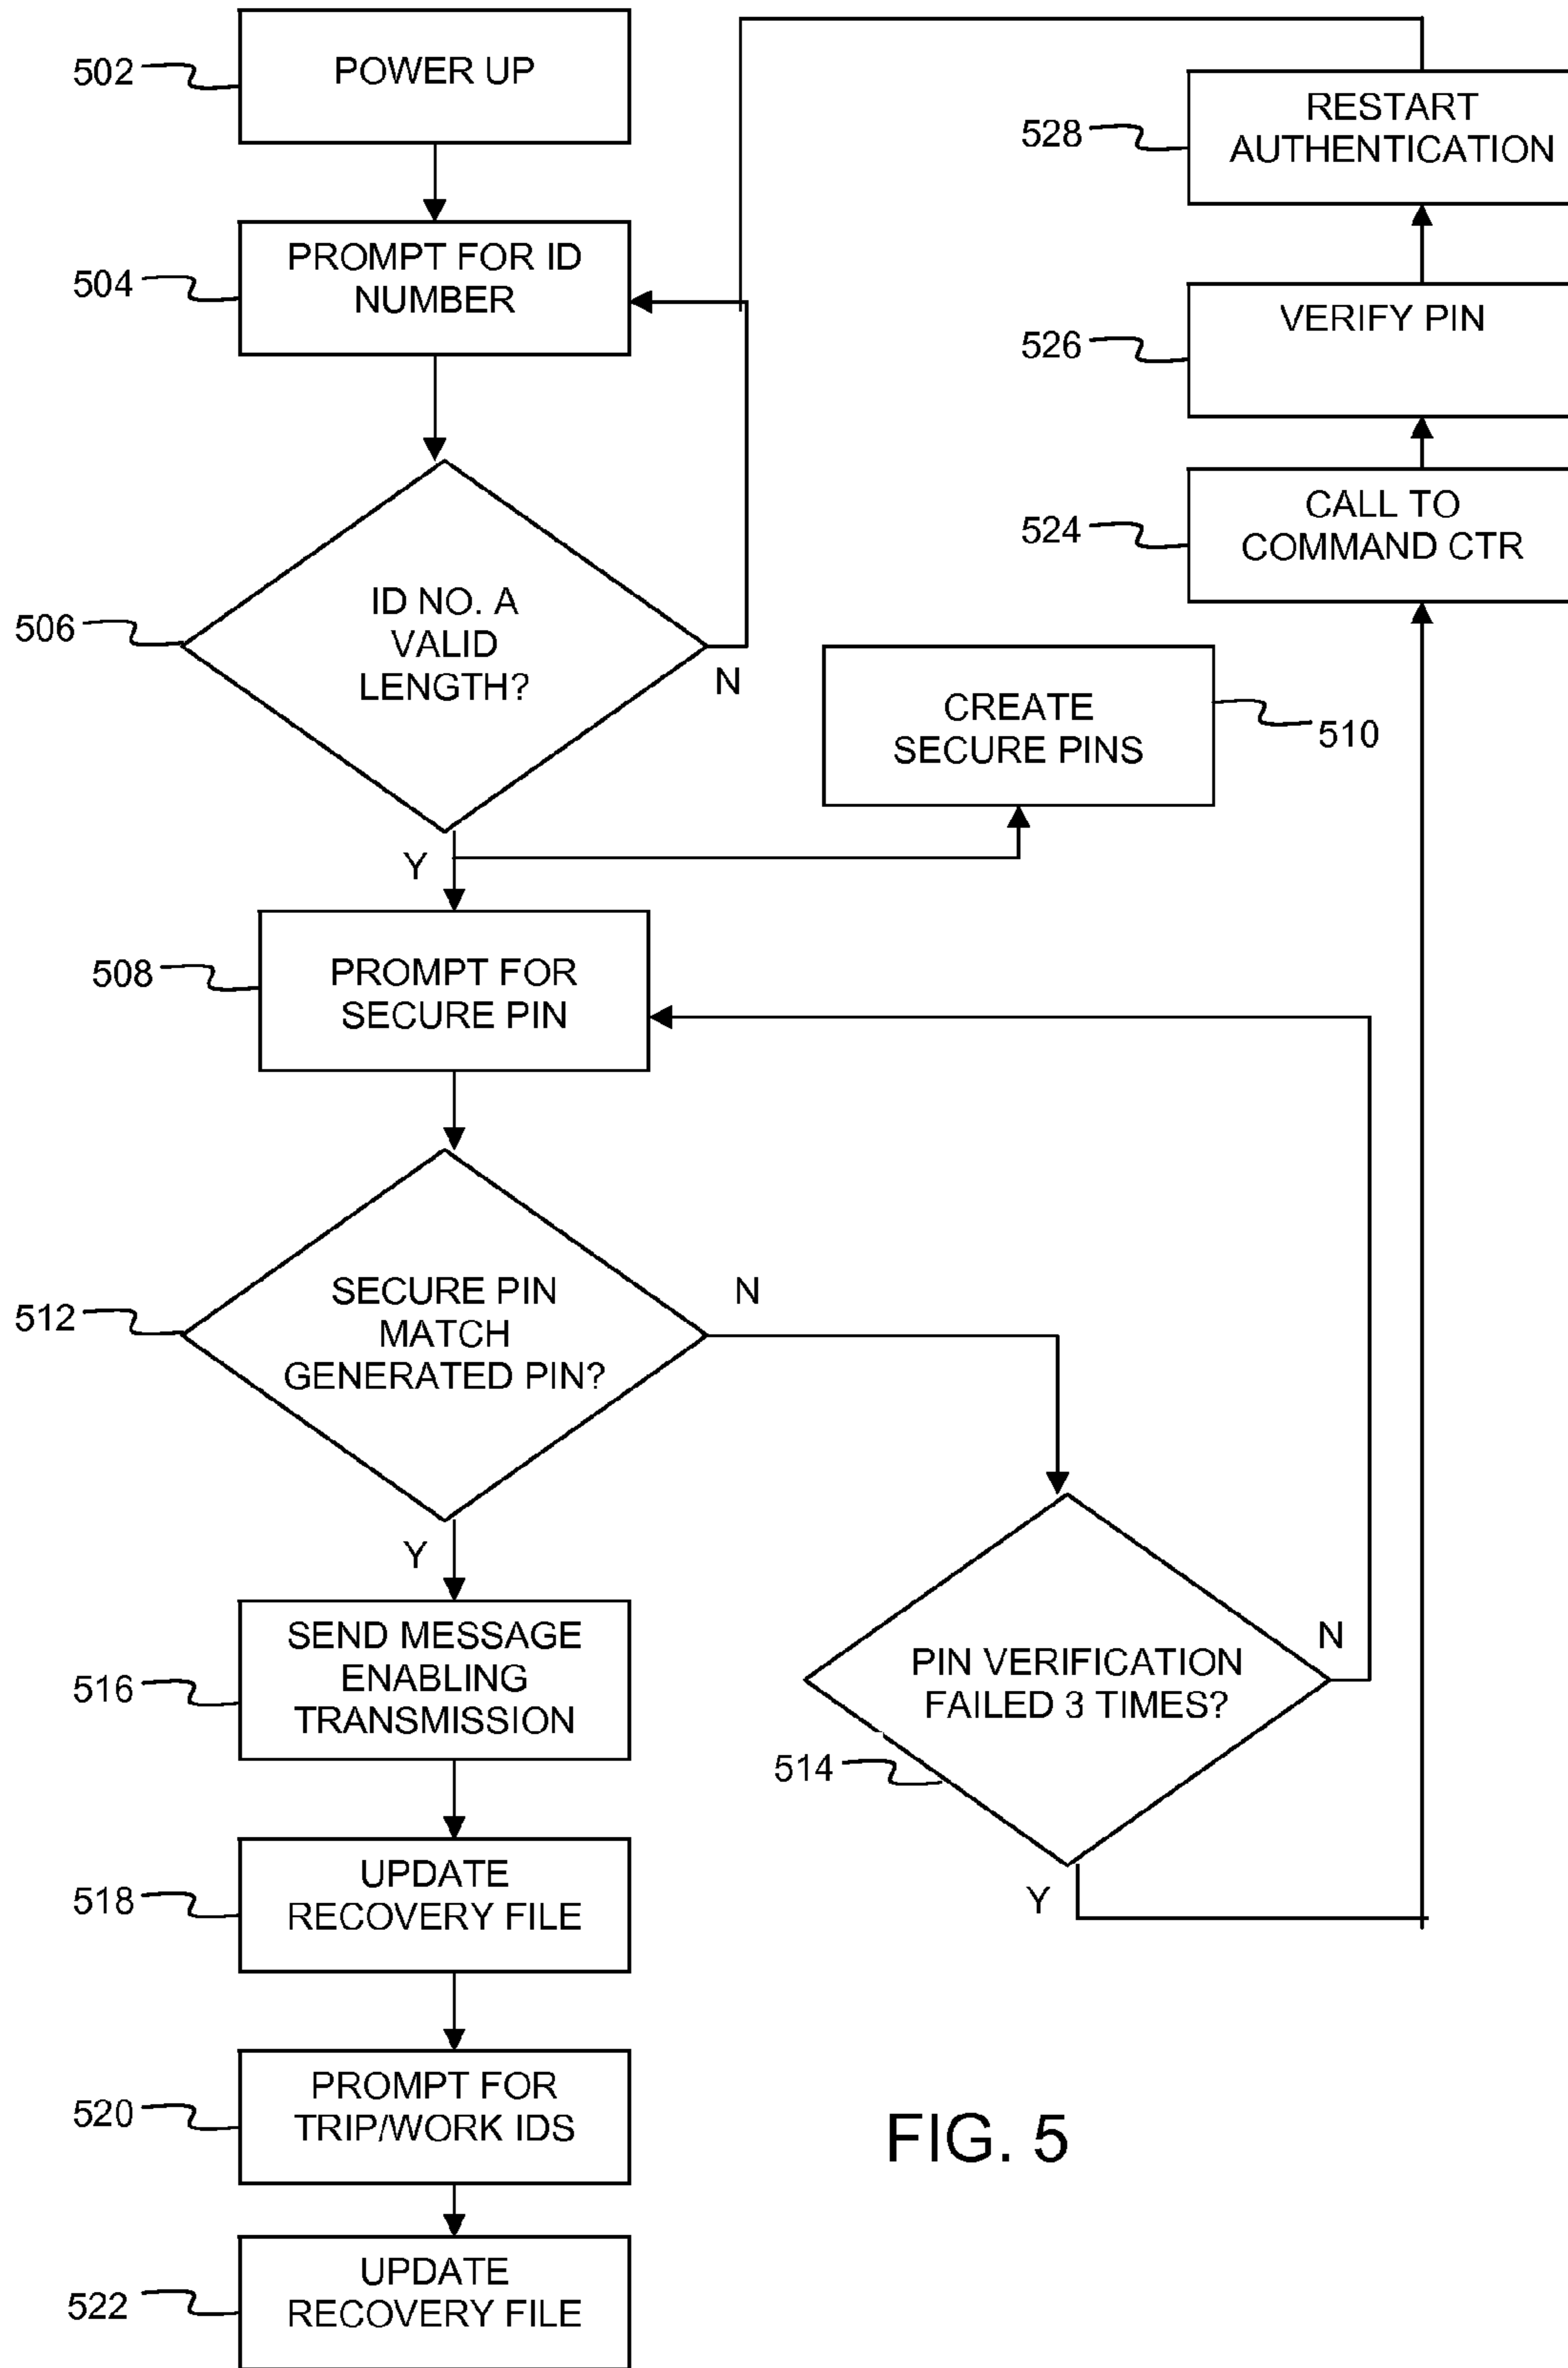 502
POWER UP
504
PROMPT FOR ID
NUMBER
506
ID NO. A
VALID
LENGTH?
N
Y
CREATE
SECURE PINS
510
508
PROMPT FOR
SECURE PIN
512
SECURE PIN
MATCH
GENERATED PIN?
N
Y
516
SEND MESSAGE
ENABLING
TRANSMISSION
518
UPDATE
RECOVERY FILE
520
PROMPT FOR
TRIP/WORK IDS
522
UPDATE
RECOVERY FILE
514
PIN VERIFICATION
FAILED 3 TIMES?
N
Y
524
CALL TO
COMMAND CTR
526
VERIFY PIN
528
RESTART
AUTHENTICATION
FIG. 5